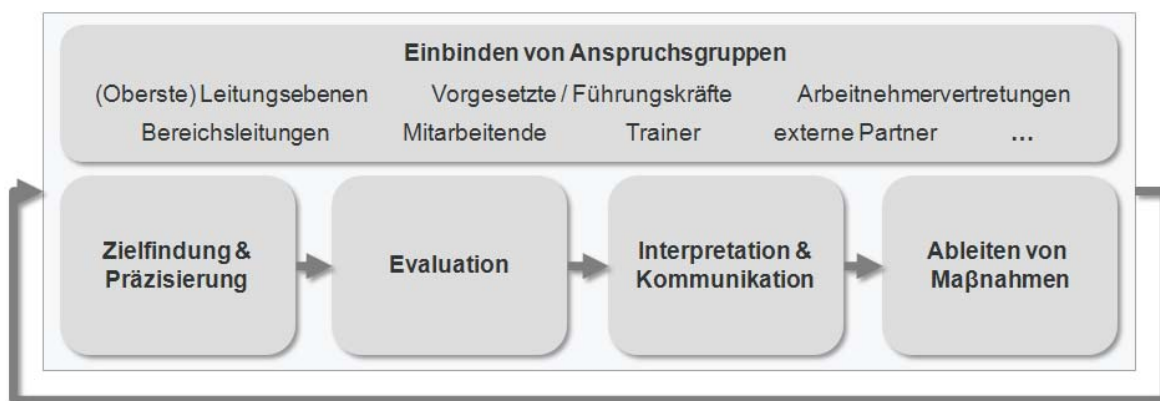 Einbinden von Anspruchsgruppen
(Oberste) Leitungsebenen Vorgesetzte / Führungskräfte Arbeitnehmervertretungen
Bereichsleitungen Mitarbeitende Trainer externe Partner ...
Zielfindung &
Präzisierung
Evaluation
Interpretation &
Kommunikation
Ableiten von
Maßnahmen